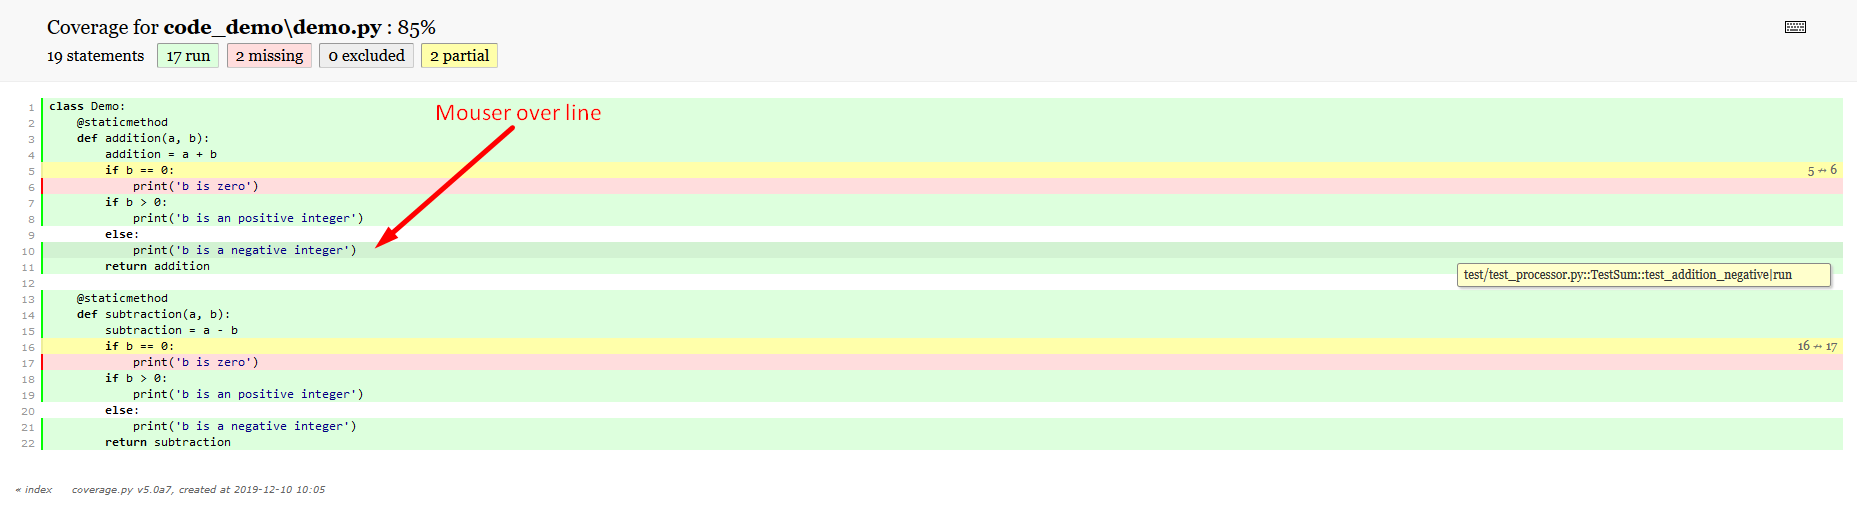 Coverage for code_demo\demo.py : 85%
19 statements 17 run 2 missing 0 excluded 2 partial
Mouser over line
1 class Demo:
2 @staticmethod
3 def addition(a, b):
4 addition = a + b
5 if b == 0: 5 ↛ 6
6 print('b is zero')
7 if b > 0:
8 print('b is an positive integer')
9 else:
10 print('b is a negative integer')
11 return addition
test/test_processor.py::TestSum::test_addition_negative|run
12
13 @staticmethod
14 def subtraction(a, b):
15 subtraction = a - b
16 if b == 0: 16 ↛ 17
17 print('b is zero')
18 if b > 0:
19 print('b is an positive integer')
20 else:
21 print('b is a negative integer')
22 return subtraction
« index coverage.py v5.0a7, created at 2019-12-10 10:05